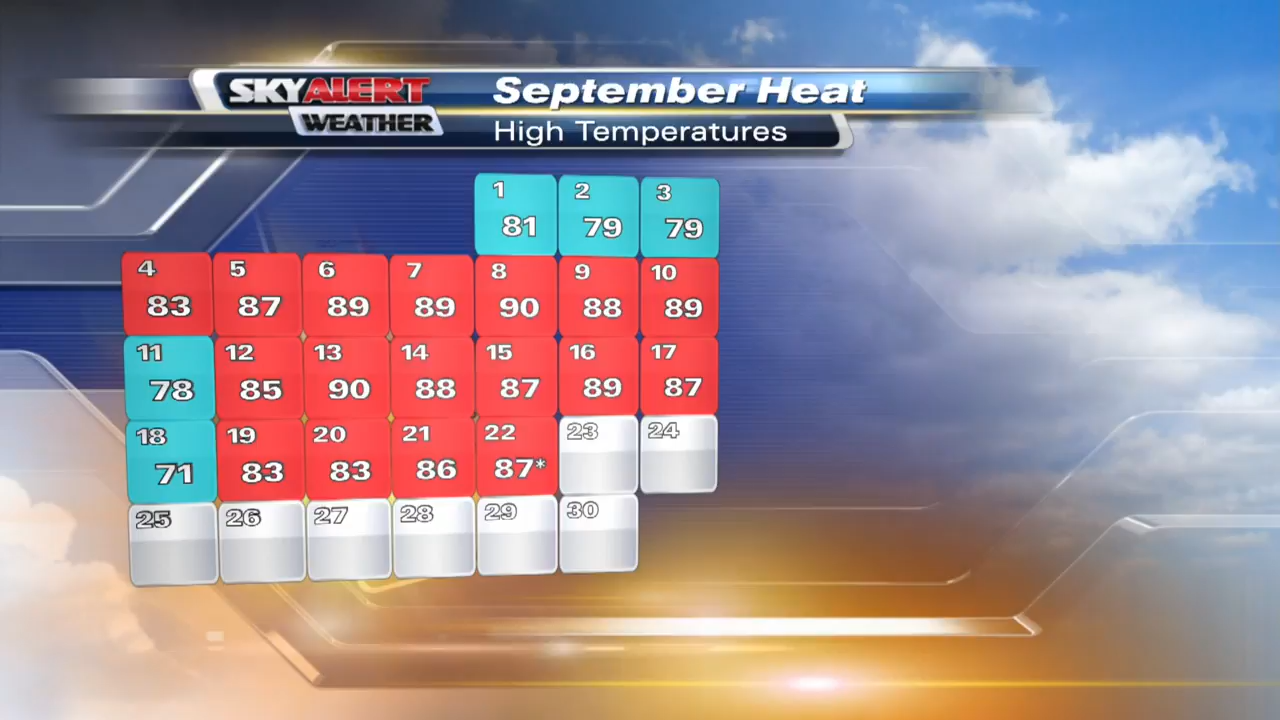 SKYALERT
WEATHER
September Heat
High Temperatures
1 2 3
81 79 79
4 5 6 7 8 9 10
83 87 89 89 90 88 89
11 12 13 14 15 16 17
78 85 90 88 87 89 87
18 19 20 21 22 23 24
71 83 83 86 87*
25 26 27 28 29 30